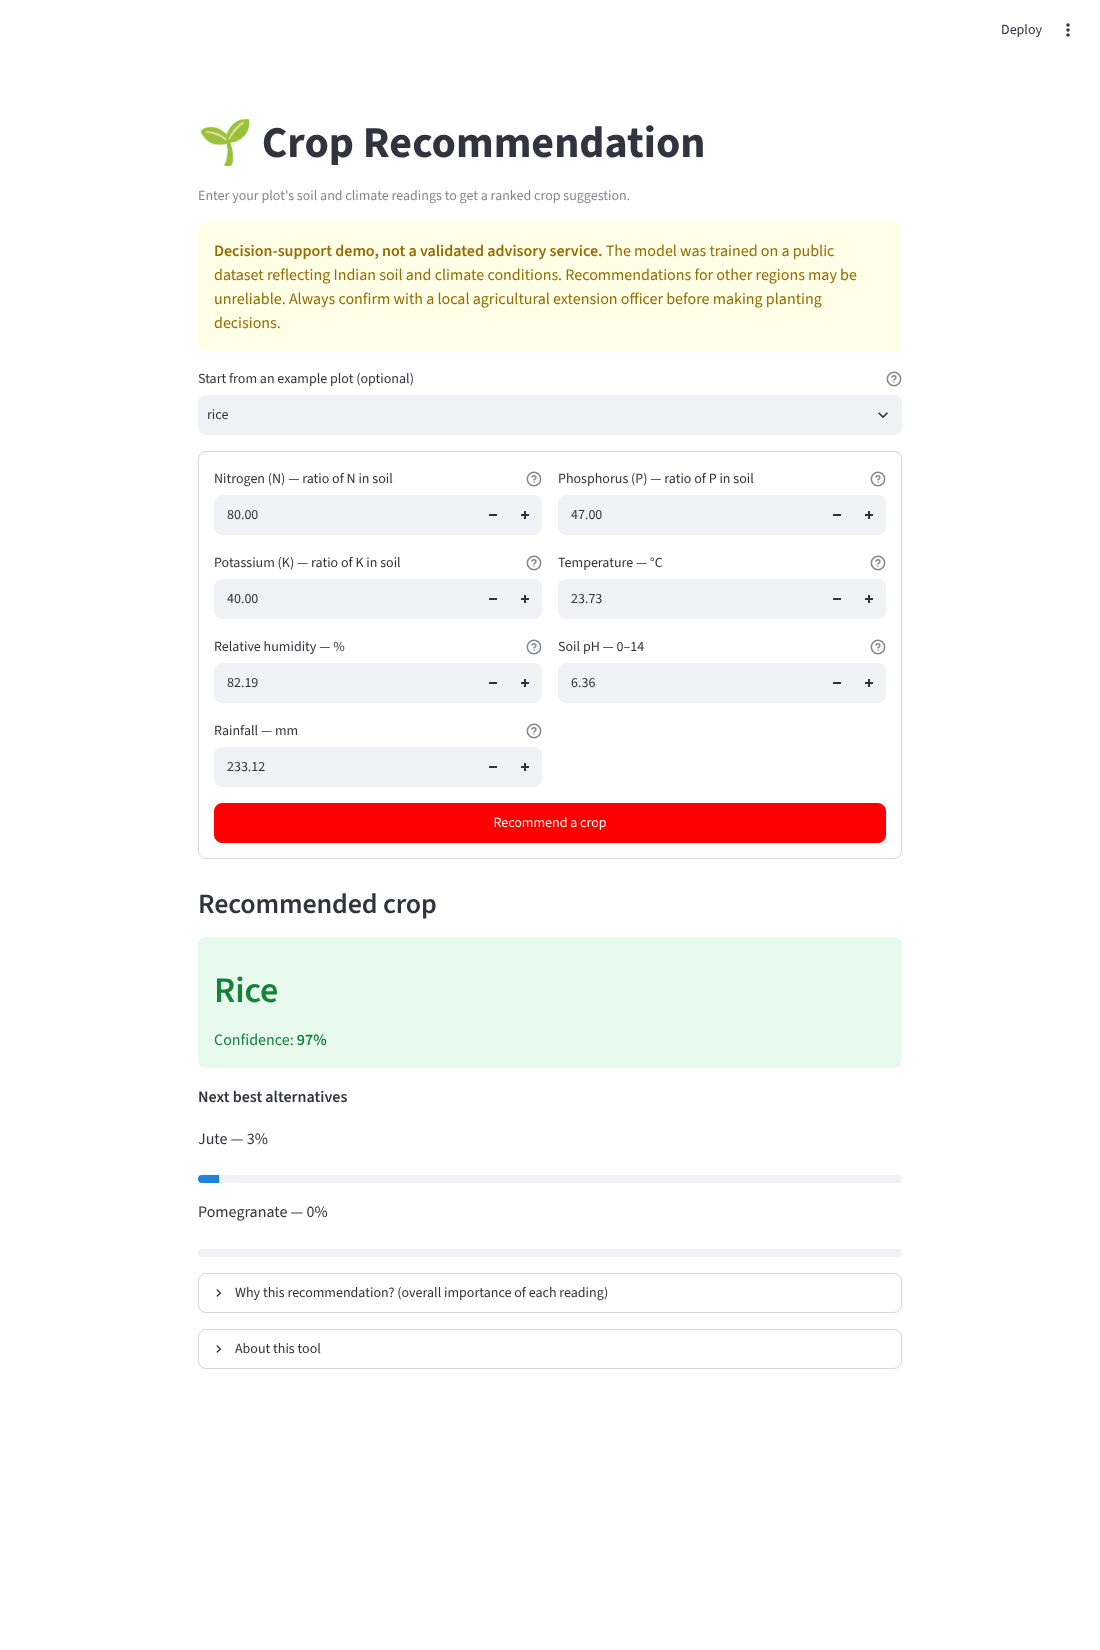 Deploy
Crop Recommendation
Enter your plot's soil and climate readings to get a ranked crop suggestion.
Decision-support demo, not a validated advisory service. The model was trained on a public
dataset reflecting Indian soil and climate conditions. Recommendations for other regions may be
unreliable. Always confirm with a local agricultural extension officer before making planting
decisions.
Start from an example plot (optional)
rice
Nitrogen (N) — ratio of N in soil
Phosphorus (P) — ratio of P in soil
80.00
47.00
Potassium (K) — ratio of K in soil
Temperature — °C
40.00
23.73
Relative humidity — %
Soil pH — 0–14
82.19
6.36
Rainfall — mm
233.12
Recommend a crop
Recommended crop
Rice
Confidence: 97%
Next best alternatives
Jute — 3%
Pomegranate — 0%
Why this recommendation? (overall importance of each reading)
About this tool